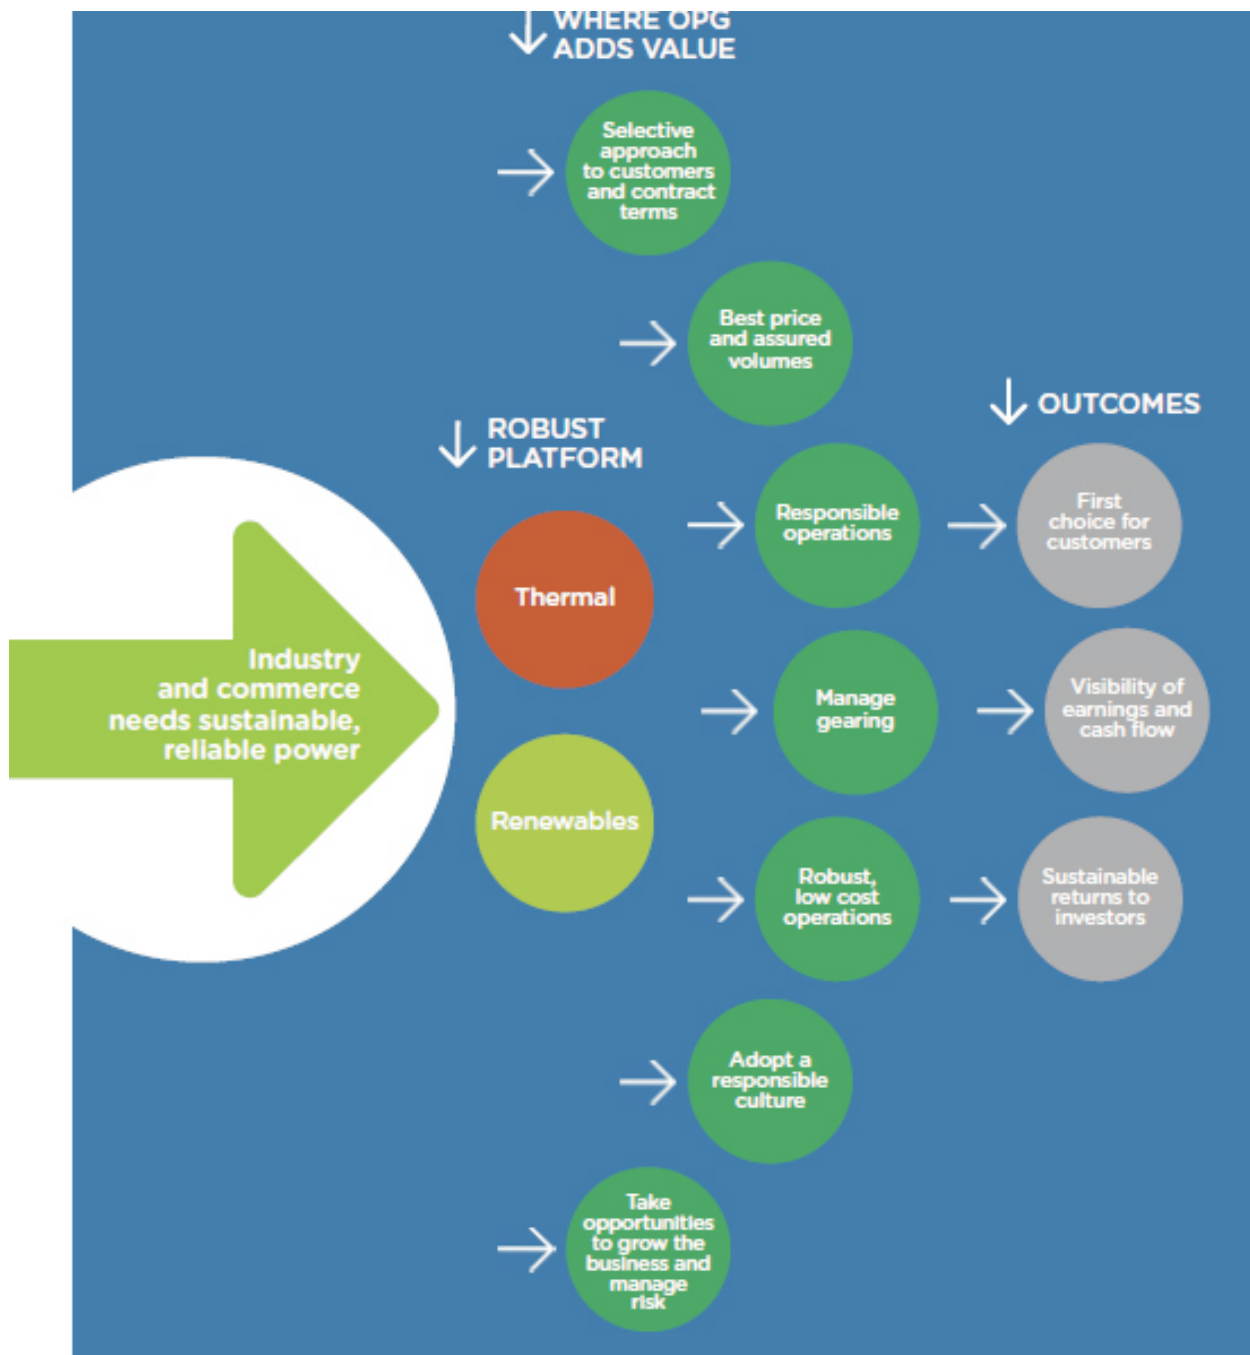 WHERE OPG
ADDS VALUE
Selective
approach
to customers
and contract
terms
Best price
and assured
volumes
OUTCOMES
ROBUST
PLATFORM
Responsible
operations
First
choice for
customers
Thermal
Industry
and commerce
needs sustainable,
reliable power
Manage
gearing
Visibility of
earnings and
cash flow
Renewables
Robust,
low cost
operations
Sustainable
returns to
investors
Adopt a
responsible
culture
Take
opportunities
to grow the
business and
manage
risk